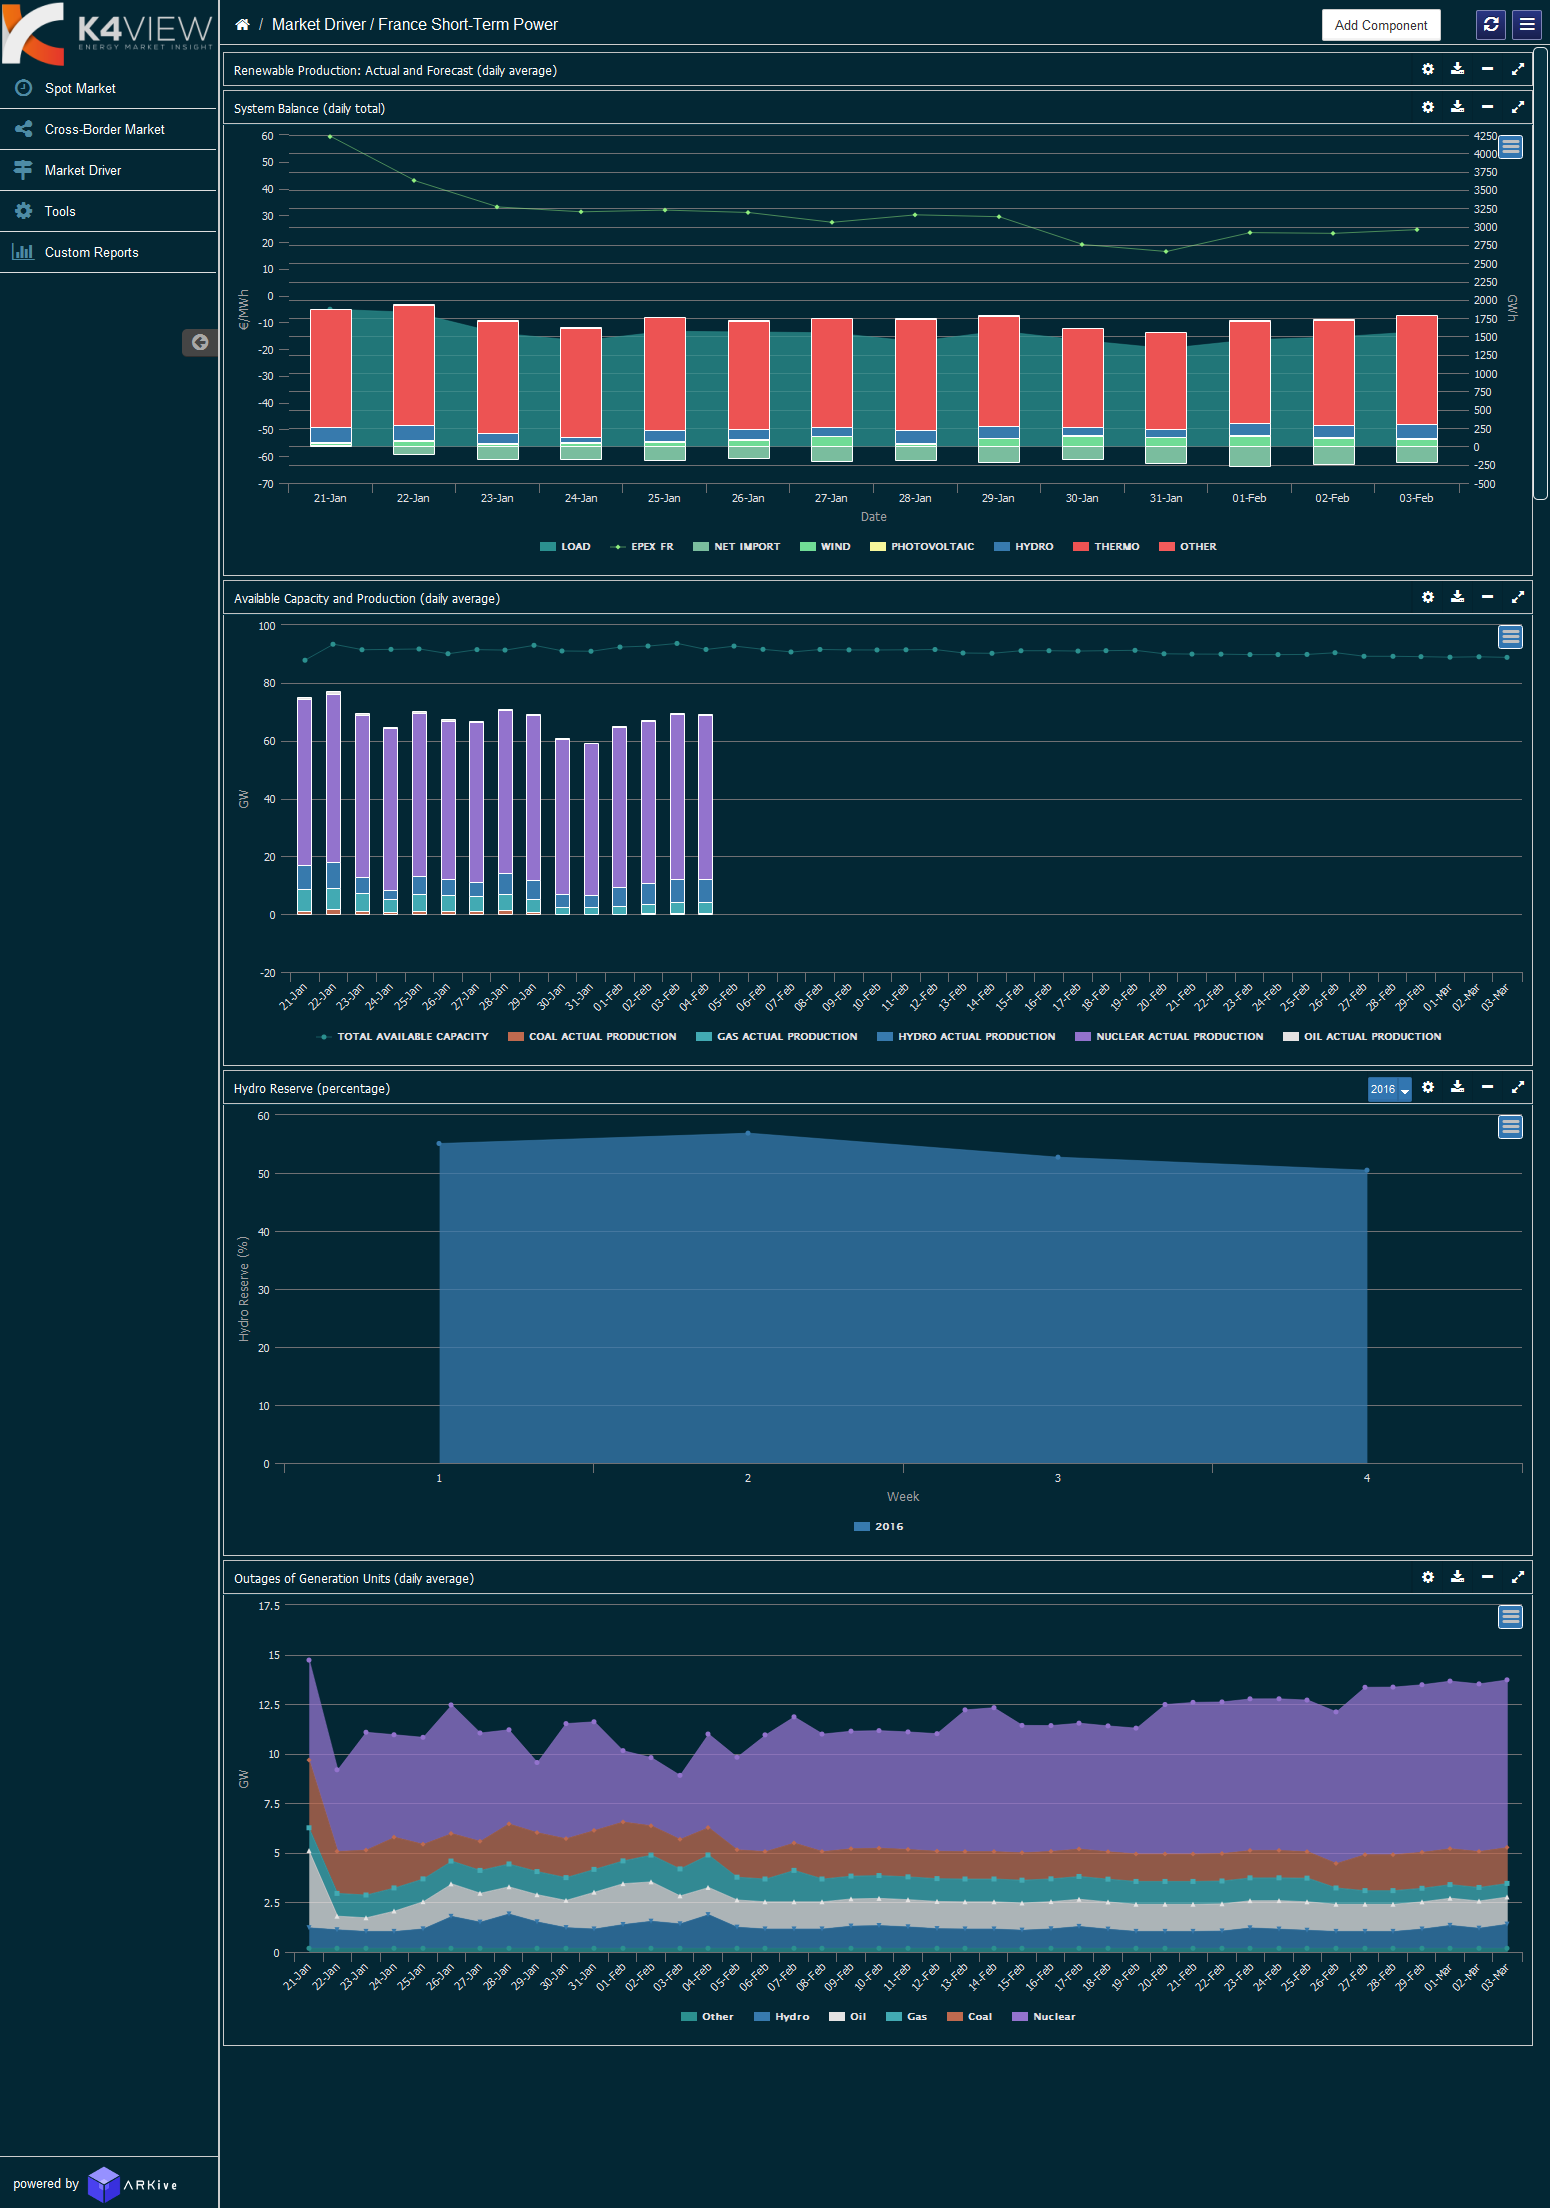 K4VIEW
ENERGY MARKET INSIGHT
Spot Market
Cross-Border Market
Market Driver
Tools
Custom Reports
/ Market Driver / France Short-Term Power
Add Component
Renewable Production: Actual and Forecast (daily average)
System Balance (daily total)
60
50
40
30
20
10
0
-10
-20
-30
-40
-50
-60
-70
€/MWh
4250
4000
3750
3500
3250
3000
2750
2500
2250
2000
1750
1500
1250
1000
750
500
250
0
-250
-500
GWh
21-Jan 22-Jan 23-Jan 24-Jan 25-Jan 26-Jan 27-Jan 28-Jan 29-Jan 30-Jan 31-Jan 01-Feb 02-Feb 03-Feb
Date
LOAD EPEX FR NET IMPORT WIND PHOTOVOLTAIC HYDRO THERMO OTHER
Available Capacity and Production (daily average)
100
80
60
40
20
0
-20
GW
21-Jan 22-Jan 23-Jan 24-Jan 25-Jan 26-Jan 27-Jan 28-Jan 29-Jan 30-Jan 31-Jan 01-Feb 02-Feb 03-Feb 04-Feb 05-Feb 06-Feb 07-Feb 08-Feb 09-Feb 10-Feb 11-Feb 12-Feb 13-Feb 14-Feb 15-Feb 16-Feb 17-Feb 18-Feb 19-Feb 20-Feb 21-Feb 22-Feb 23-Feb 24-Feb 25-Feb 26-Feb 27-Feb 28-Feb 29-Feb 01-Mar 02-Mar 03-Mar
TOTAL AVAILABLE CAPACITY COAL ACTUAL PRODUCTION GAS ACTUAL PRODUCTION HYDRO ACTUAL PRODUCTION NUCLEAR ACTUAL PRODUCTION OIL ACTUAL PRODUCTION
Hydro Reserve (percentage)
2016
60
50
40
30
20
10
0
Hydro Reserve (%)
1 2 3 4
Week
2016
Outages of Generation Units (daily average)
17.5
15
12.5
10
7.5
5
2.5
0
GW
21-Jan 22-Jan 23-Jan 24-Jan 25-Jan 26-Jan 27-Jan 28-Jan 29-Jan 30-Jan 31-Jan 01-Feb 02-Feb 03-Feb 04-Feb 05-Feb 06-Feb 07-Feb 08-Feb 09-Feb 10-Feb 11-Feb 12-Feb 13-Feb 14-Feb 15-Feb 16-Feb 17-Feb 18-Feb 19-Feb 20-Feb 21-Feb 22-Feb 23-Feb 24-Feb 25-Feb 26-Feb 27-Feb 28-Feb 29-Feb 01-Mar 02-Mar 03-Mar
Other Hydro Oil Gas Coal Nuclear
powered by ARKive